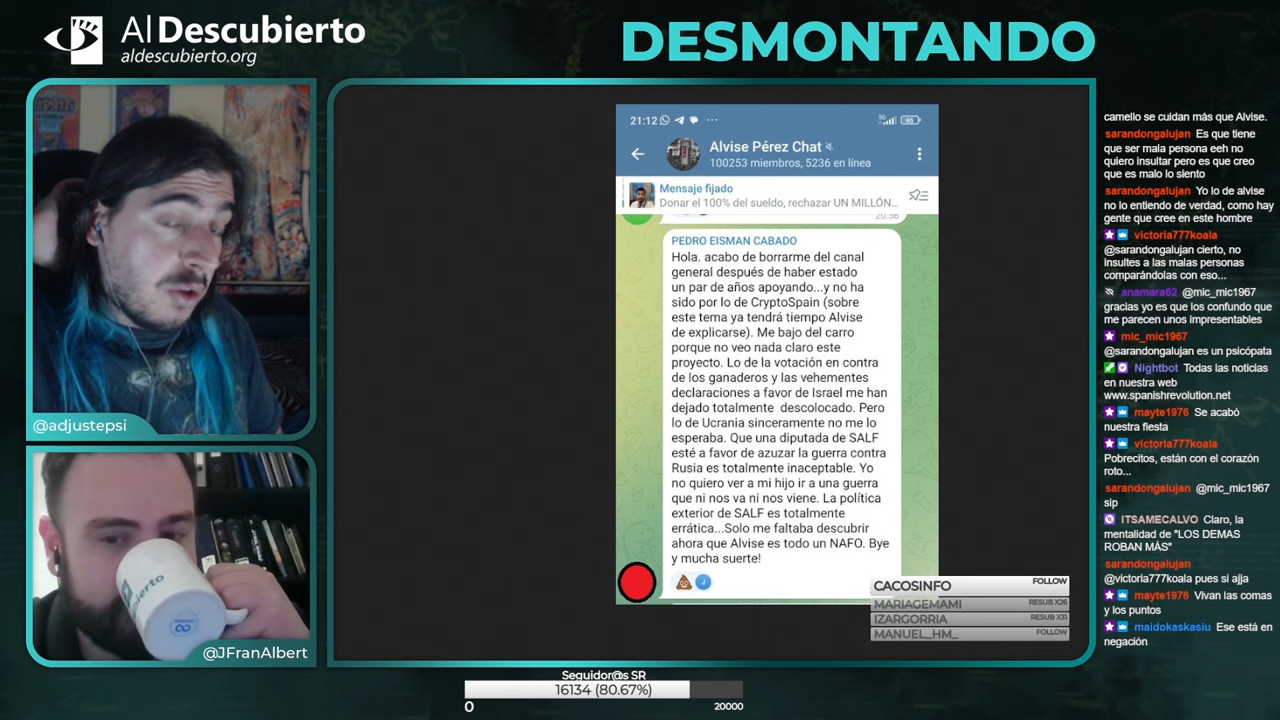 Al Descubierto
aldescubierto.org
DESMONTANDO
@adjustepsi
@JFranAlbert
21:12
5G
65
Alvise Pérez Chat
100253 miembros, 5236 en línea
Mensaje fijado
Donar el 100% del sueldo, rechazar UN MILLÓN...
20:56
PEDRO EISMAN CABADO
Hola. acabo de borrarme del canal
general después de haber estado
un par de años apoyando...y no ha
sido por lo de CryptoSpain (sobre
este tema ya tendrá tiempo Alvise
de explicarse). Me bajo del carro
porque no veo nada claro este
proyecto. Lo de la votación en contra
de los ganaderos y las vehementes
declaraciones a favor de Israel me han
dejado totalmente descolocado. Pero
lo de Ucrania sinceramente no me lo
esperaba. Que una diputada de SALF
esté a favor de azuzar la guerra contra
Rusia es totalmente inaceptable. Yo
no quiero ver a mi hijo ir a una guerra
que ni nos va ni nos viene. La política
exterior de SALF es totalmente
errática...Solo me faltaba descubrir
ahora que Alvise es todo un NAFO. Bye
y mucha suerte!
J
CACOSINFO FOLLOW
MARIAGEMAMI RESUB X26
IZARGORRIA RESUB X31
MANUEL_HM_ FOLLOW
camello se cuidan más que Alvise.
sarandongalujan Es que tiene
que ser mala persona eeh no
quiero insultar pero es que creo
que es malo lo siento
sarandongalujan Yo lo de alvise
no lo entiendo de verdad, como hay
gente que cree en este hombre
victoria777koala
@sarandongalujan cierto, no
insultes a las malas personas
comparándolas con eso...
anamara62 @mic_mic1967
gracias yo es que los confundo que
me parecen unos impresentables
mic_mic1967
@sarandongalujan es un psicópata
Nightbot Todas las noticias
en nuestra web
www.spanishrevolution.net
mayte1976 Se acabó
nuestra fiesta
victoria777koala
Pobrecitos, están con el corazón
roto...
sarandongalujan @mic_mic1967
sip
ITSAMECALVO Claro, la
mentalidad de "LOS DEMAS
ROBAN MÁS"
sarandongalujan
@victoria777koala pues si ajja
mayte1976 Vivan las comas
y los puntos
maidokaskasiu Ese está en
negación
Seguidor@s SR
16134 (80.67%)
0
20000